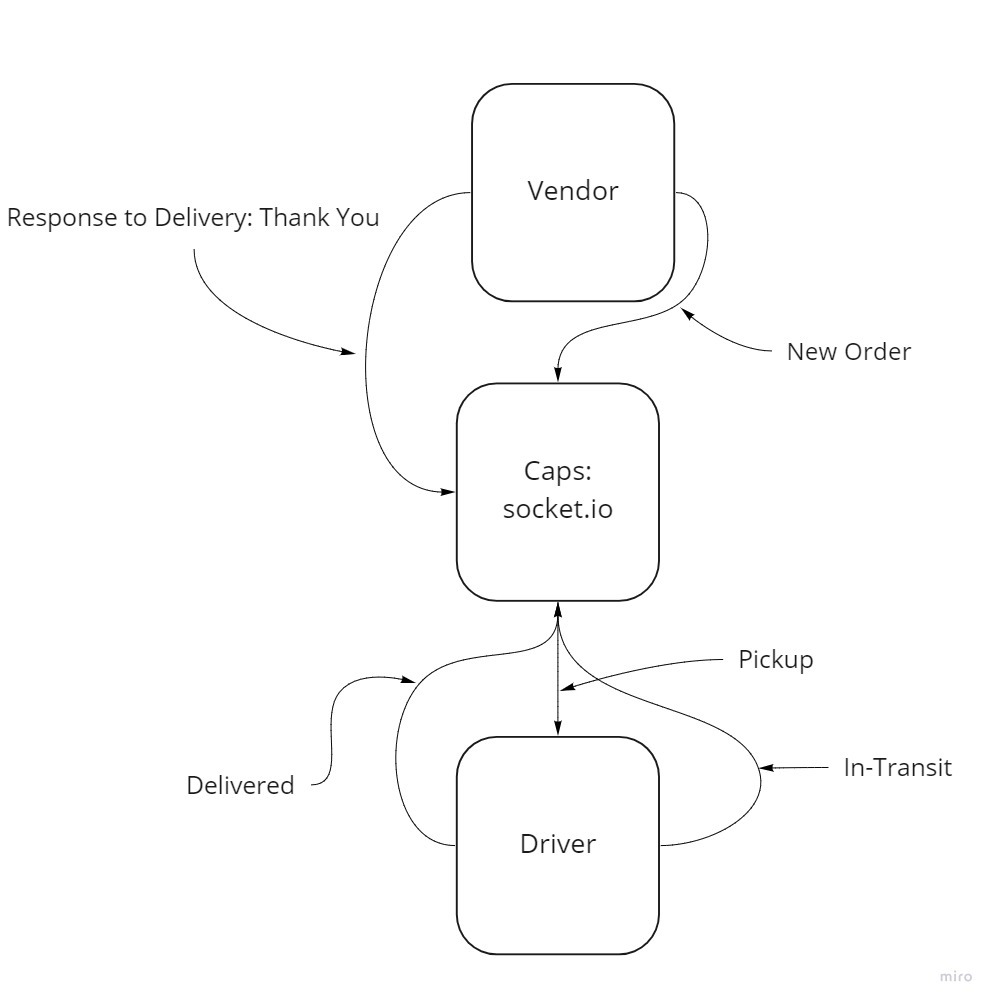 Vendor
Response to Delivery: Thank You
New Order
Caps:
socket.io
Pickup
In-Transit
Delivered
Driver
miro